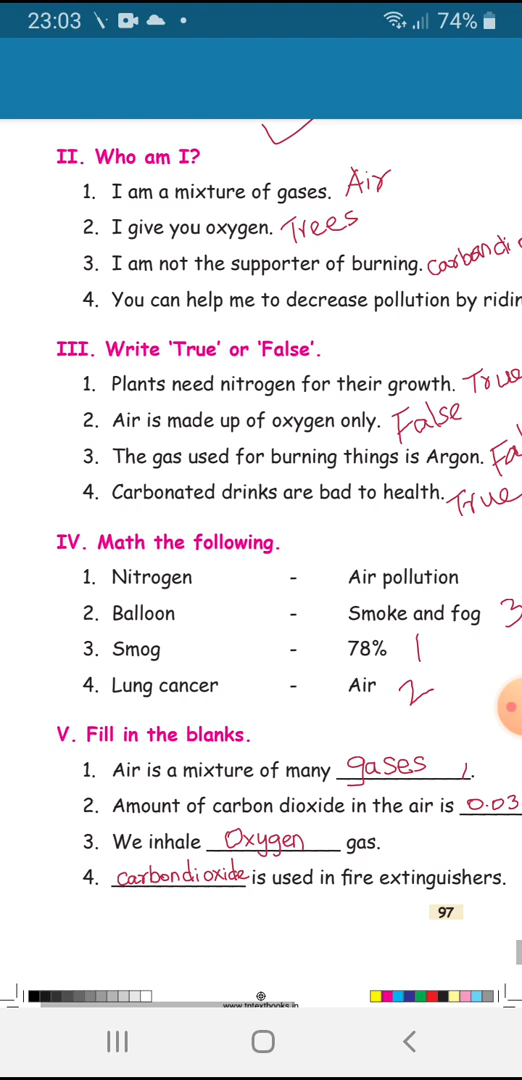 23:03 74%
II. Who am I?
1. I am a mixture of gases. Air
2. I give you oxygen. Trees
3. I am not the supporter of burning. carbondi
4. You can help me to decrease pollution by ridin
III. Write 'True' or 'False'.
1. Plants need nitrogen for their growth. True
2. Air is made up of oxygen only. False
3. The gas used for burning things is Argon. Fa
4. Carbonated drinks are bad to health. True
IV. Math the following.
1. Nitrogen - Air pollution
2. Balloon - Smoke and fog 3
3. Smog - 78% 1
4. Lung cancer - Air 2
V. Fill in the blanks.
1. Air is a mixture of many gases.
2. Amount of carbon dioxide in the air is 0.03
3. We inhale Oxygen gas.
4. carbondioxide is used in fire extinguishers.
97
www.tntextbooks.in